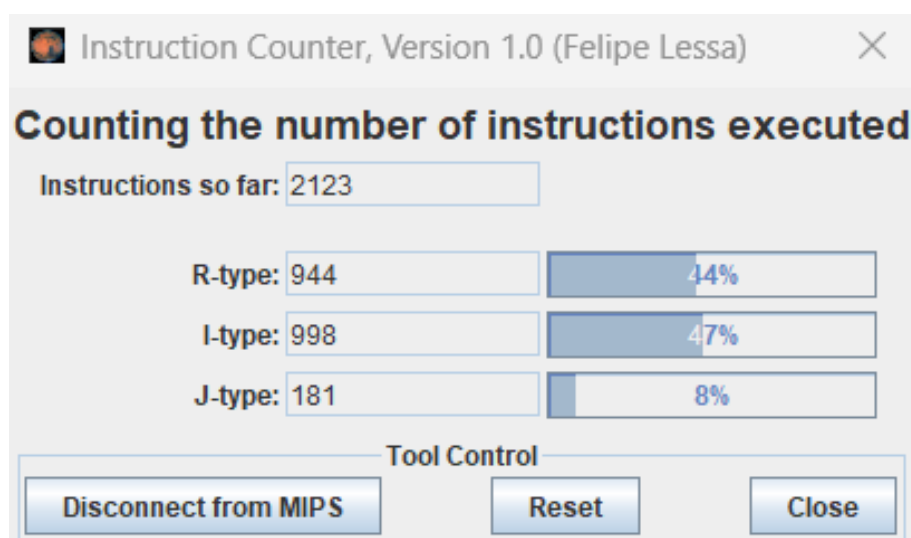 Instruction Counter, Version 1.0 (Felipe Lessa)
Counting the number of instructions executed
Instructions so far: 2123
R-type: 944 44%
I-type: 998 47%
J-type: 181 8%
Tool Control
Disconnect from MIPS Reset Close